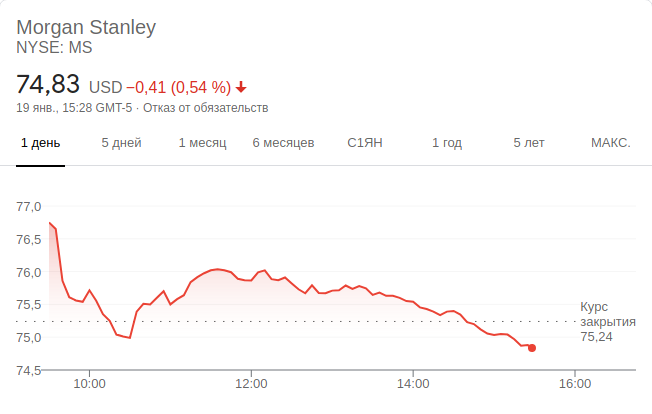 Morgan Stanley
NYSE: MS
74,83 USD −0,41 (0,54 %)
19 янв., 15:28 GMT-5 · Отказ от обязательств
1 день 5 дней 1 месяц 6 месяцев С1ЯН 1 год 5 лет МАКС.
77,0
76,5
76,0
75,5
75,0
74,5
Курс
закрытия
75,24
10:00 12:00 14:00 16:00